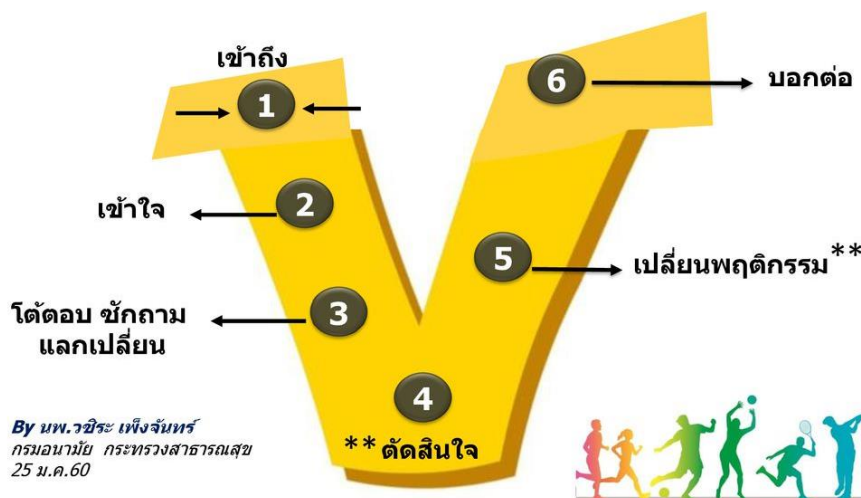 เข้าถึง
1
2
เข้าใจ
3
โต้ตอบ ซักถาม
แลกเปลี่ยน
4
**ตัดสินใจ
5
เปลี่ยนพฤติกรรม**
6
บอกต่อ
By นพ.วชิระ เพ็งจันทร์
กรมอนามัย กระทรวงสาธารณสุข
25 ม.ค.60